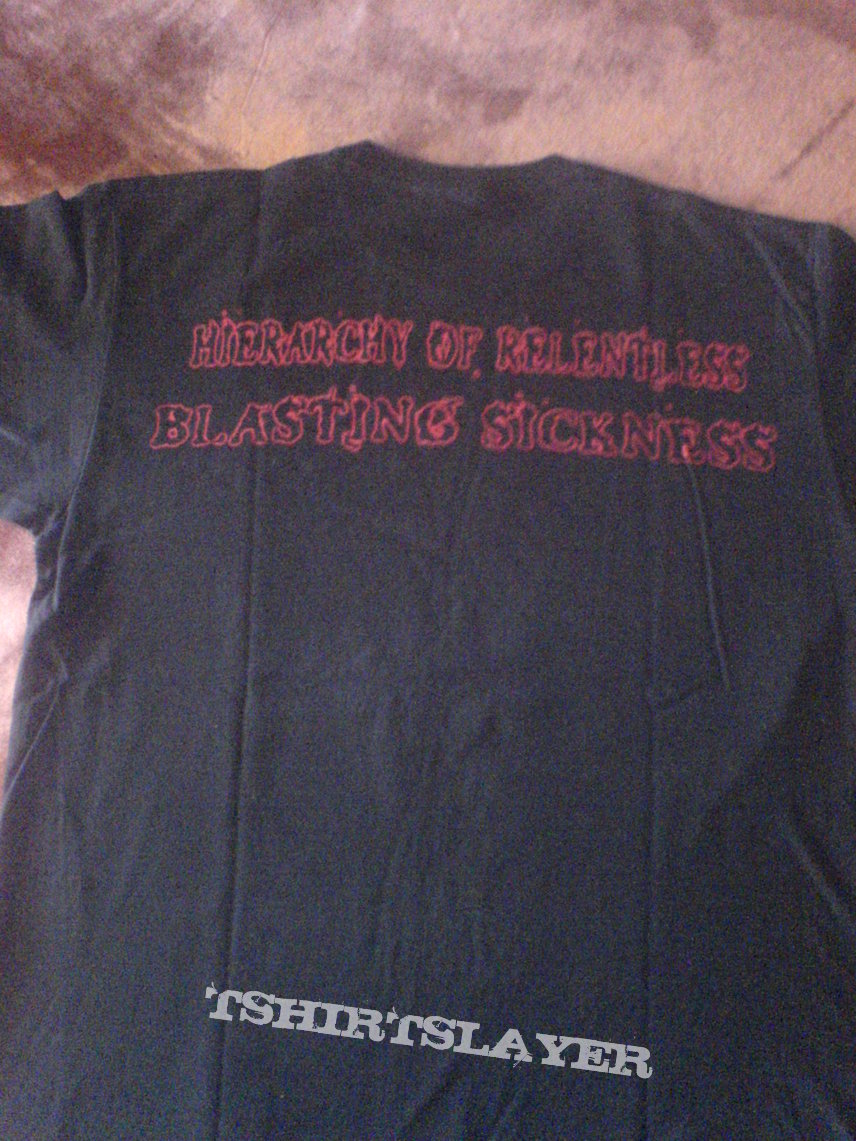 HIERARCHY OF RELENTLESS
BLASTING SICKNESS
TSHIRTSLAYER